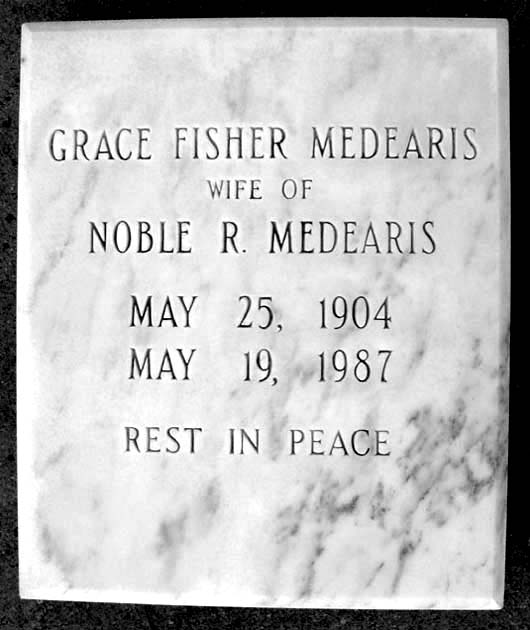 GRACE FISHER MEDEARIS
WIFE OF
NOBLE R. MEDEARIS
MAY 25, 1904
MAY 19, 1987
REST IN PEACE